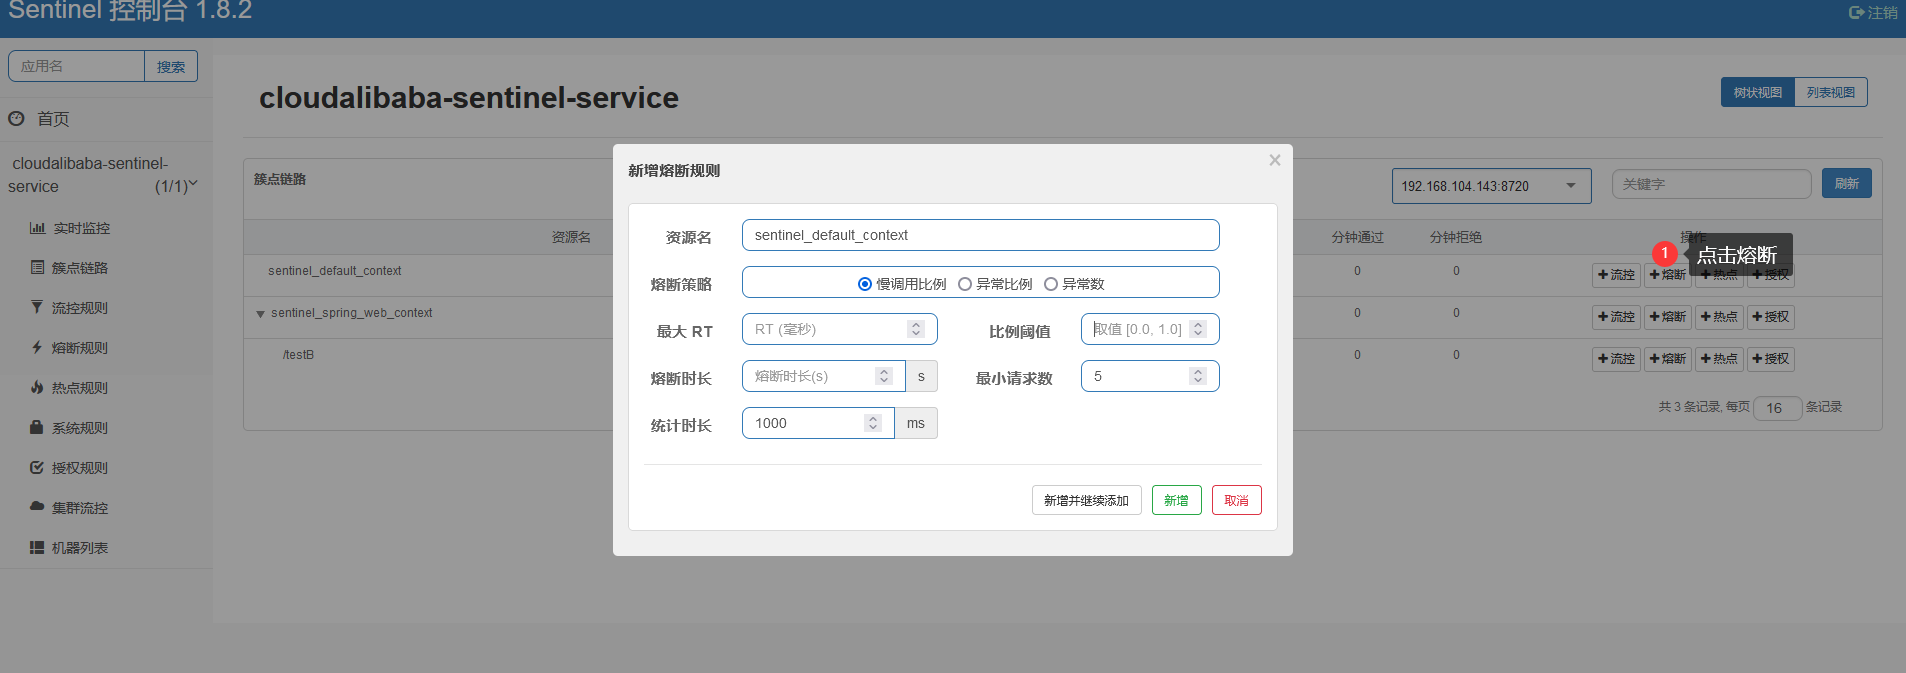 Sentinel 控制台 1.8.2
注销
应用名
搜索
首页
cloudalibaba-sentinel-
service
(1/1)
实时监控
簇点链路
流控规则
熔断规则
热点规则
系统规则
授权规则
集群流控
机器列表
cloudalibaba-sentinel-service
树状视图
列表视图
簇点链路
192.168.104.143:8720
关键字
刷新
资源名
分钟通过
分钟拒绝
操作
1
点击熔断
sentinel_default_context
0
0
流控
熔断
热点
授权
sentinel_spring_web_context
0
0
流控
熔断
热点
授权
/testB
0
0
流控
熔断
热点
授权
共 3 条记录, 每页
16
条记录
新增熔断规则
×
资源名
sentinel_default_context
熔断策略
慢调用比例
异常比例
异常数
最大 RT
RT (毫秒)
比例阈值
取值 [0.0, 1.0]
熔断时长
熔断时长(s)
s
最小请求数
5
统计时长
1000
ms
新增并继续添加
新增
取消